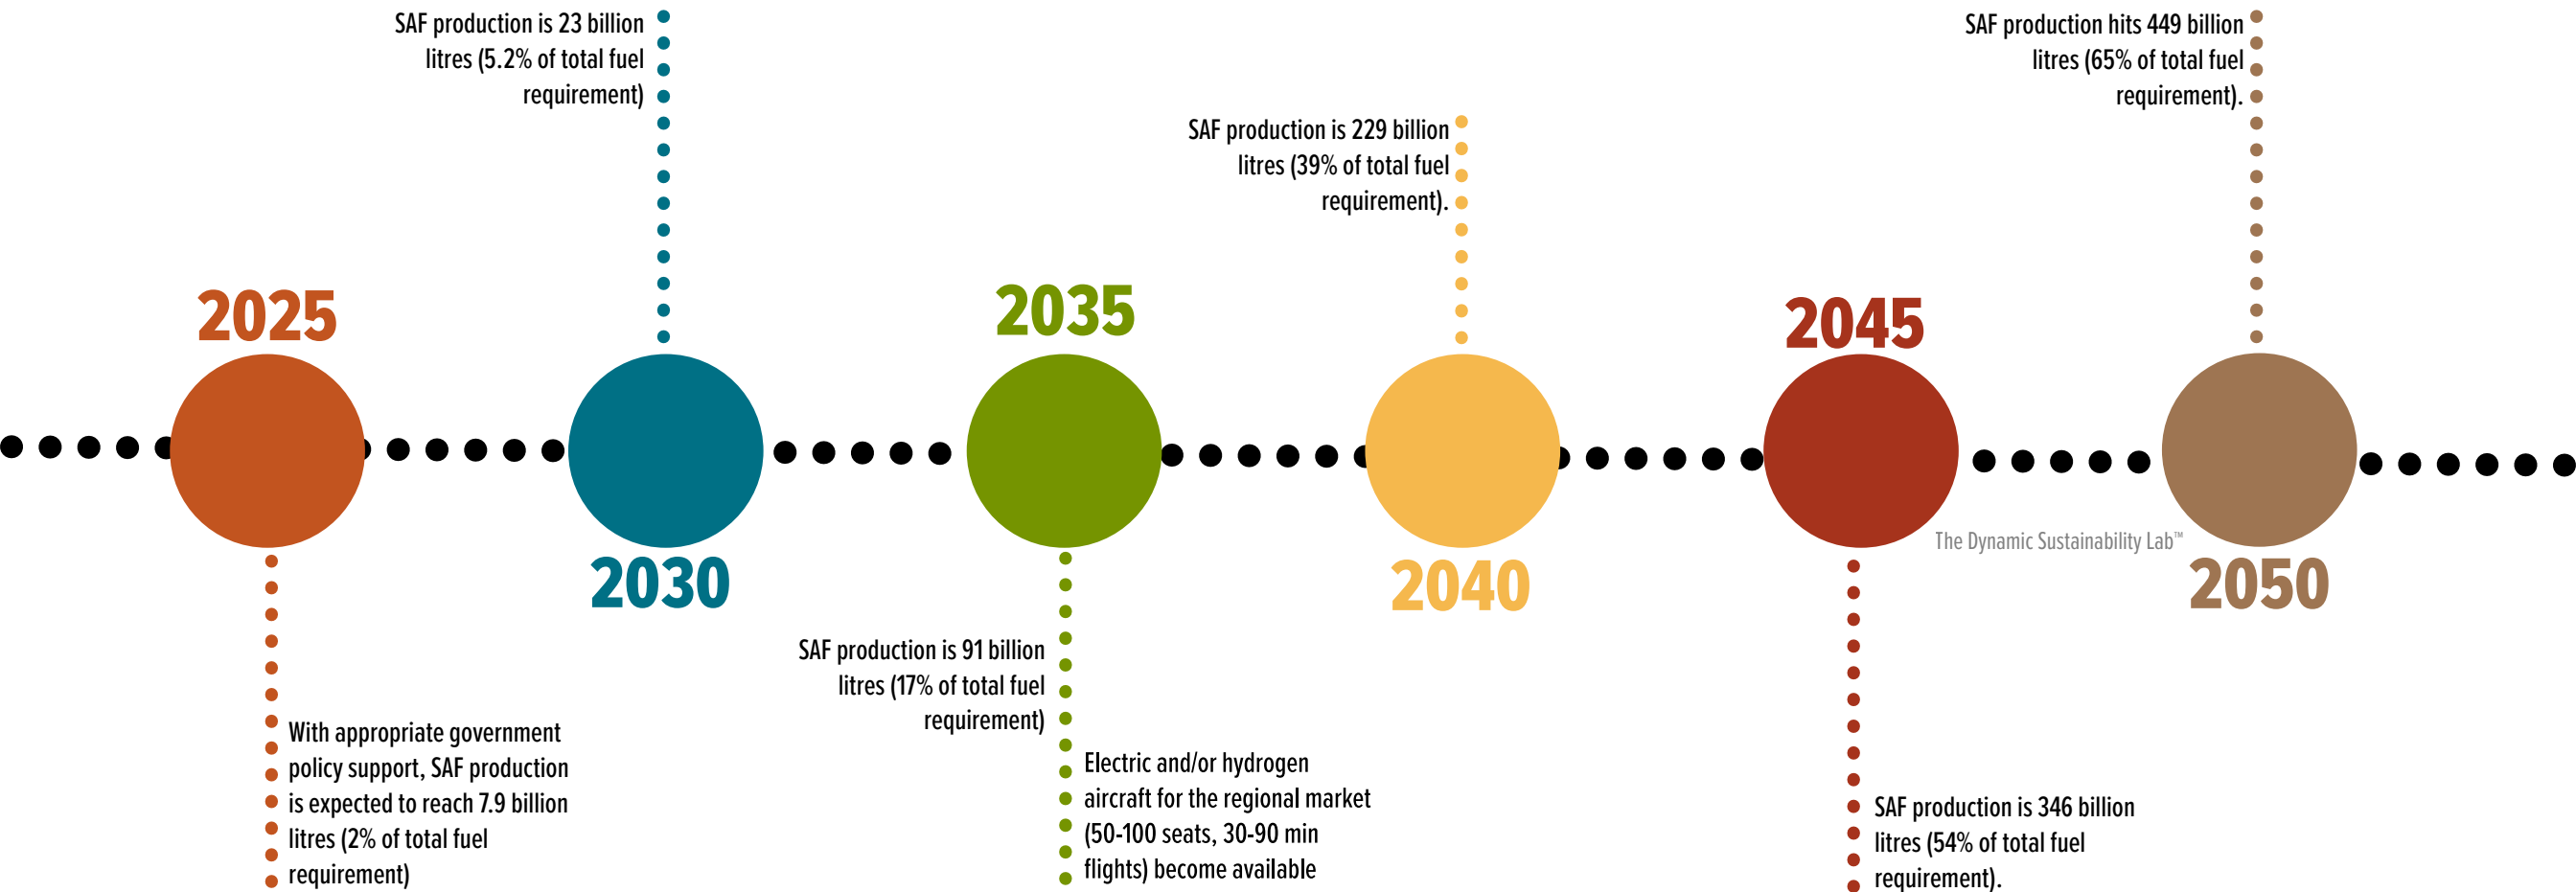 SAF production is 23 billion
litres (5.2% of total fuel
requirement)
SAF production hits 449 billion
litres (65% of total fuel
requirement).
SAF production is 229 billion
litres (39% of total fuel
requirement).
2025
2035
2045
The Dynamic Sustainability Lab™
2030
2040
2050
SAF production is 91 billion
litres (17% of total fuel
requirement)
With appropriate government
policy support, SAF production
is expected to reach 7.9 billion
litres (2% of total fuel
requirement)
Electric and/or hydrogen
aircraft for the regional market
(50-100 seats, 30-90 min
flights) become available
SAF production is 346 billion
litres (54% of total fuel
requirement).